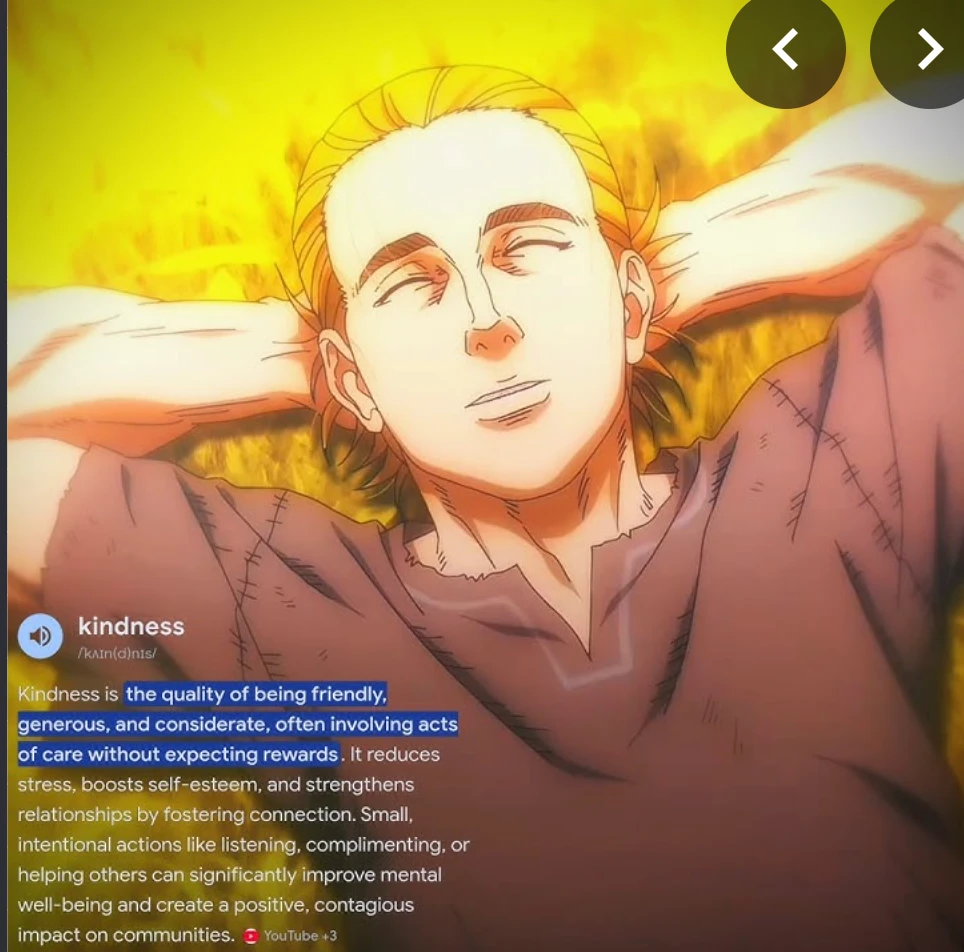 kindness
/kʌɪn(d)nɪs/
Kindness is the quality of being friendly,
generous, and considerate, often involving acts
of care without expecting rewards. It reduces
stress, boosts self-esteem, and strengthens
relationships by fostering connection. Small,
intentional actions like listening, complimenting, or
helping others can significantly improve mental
well-being and create a positive, contagious
impact on communities. YouTube +3